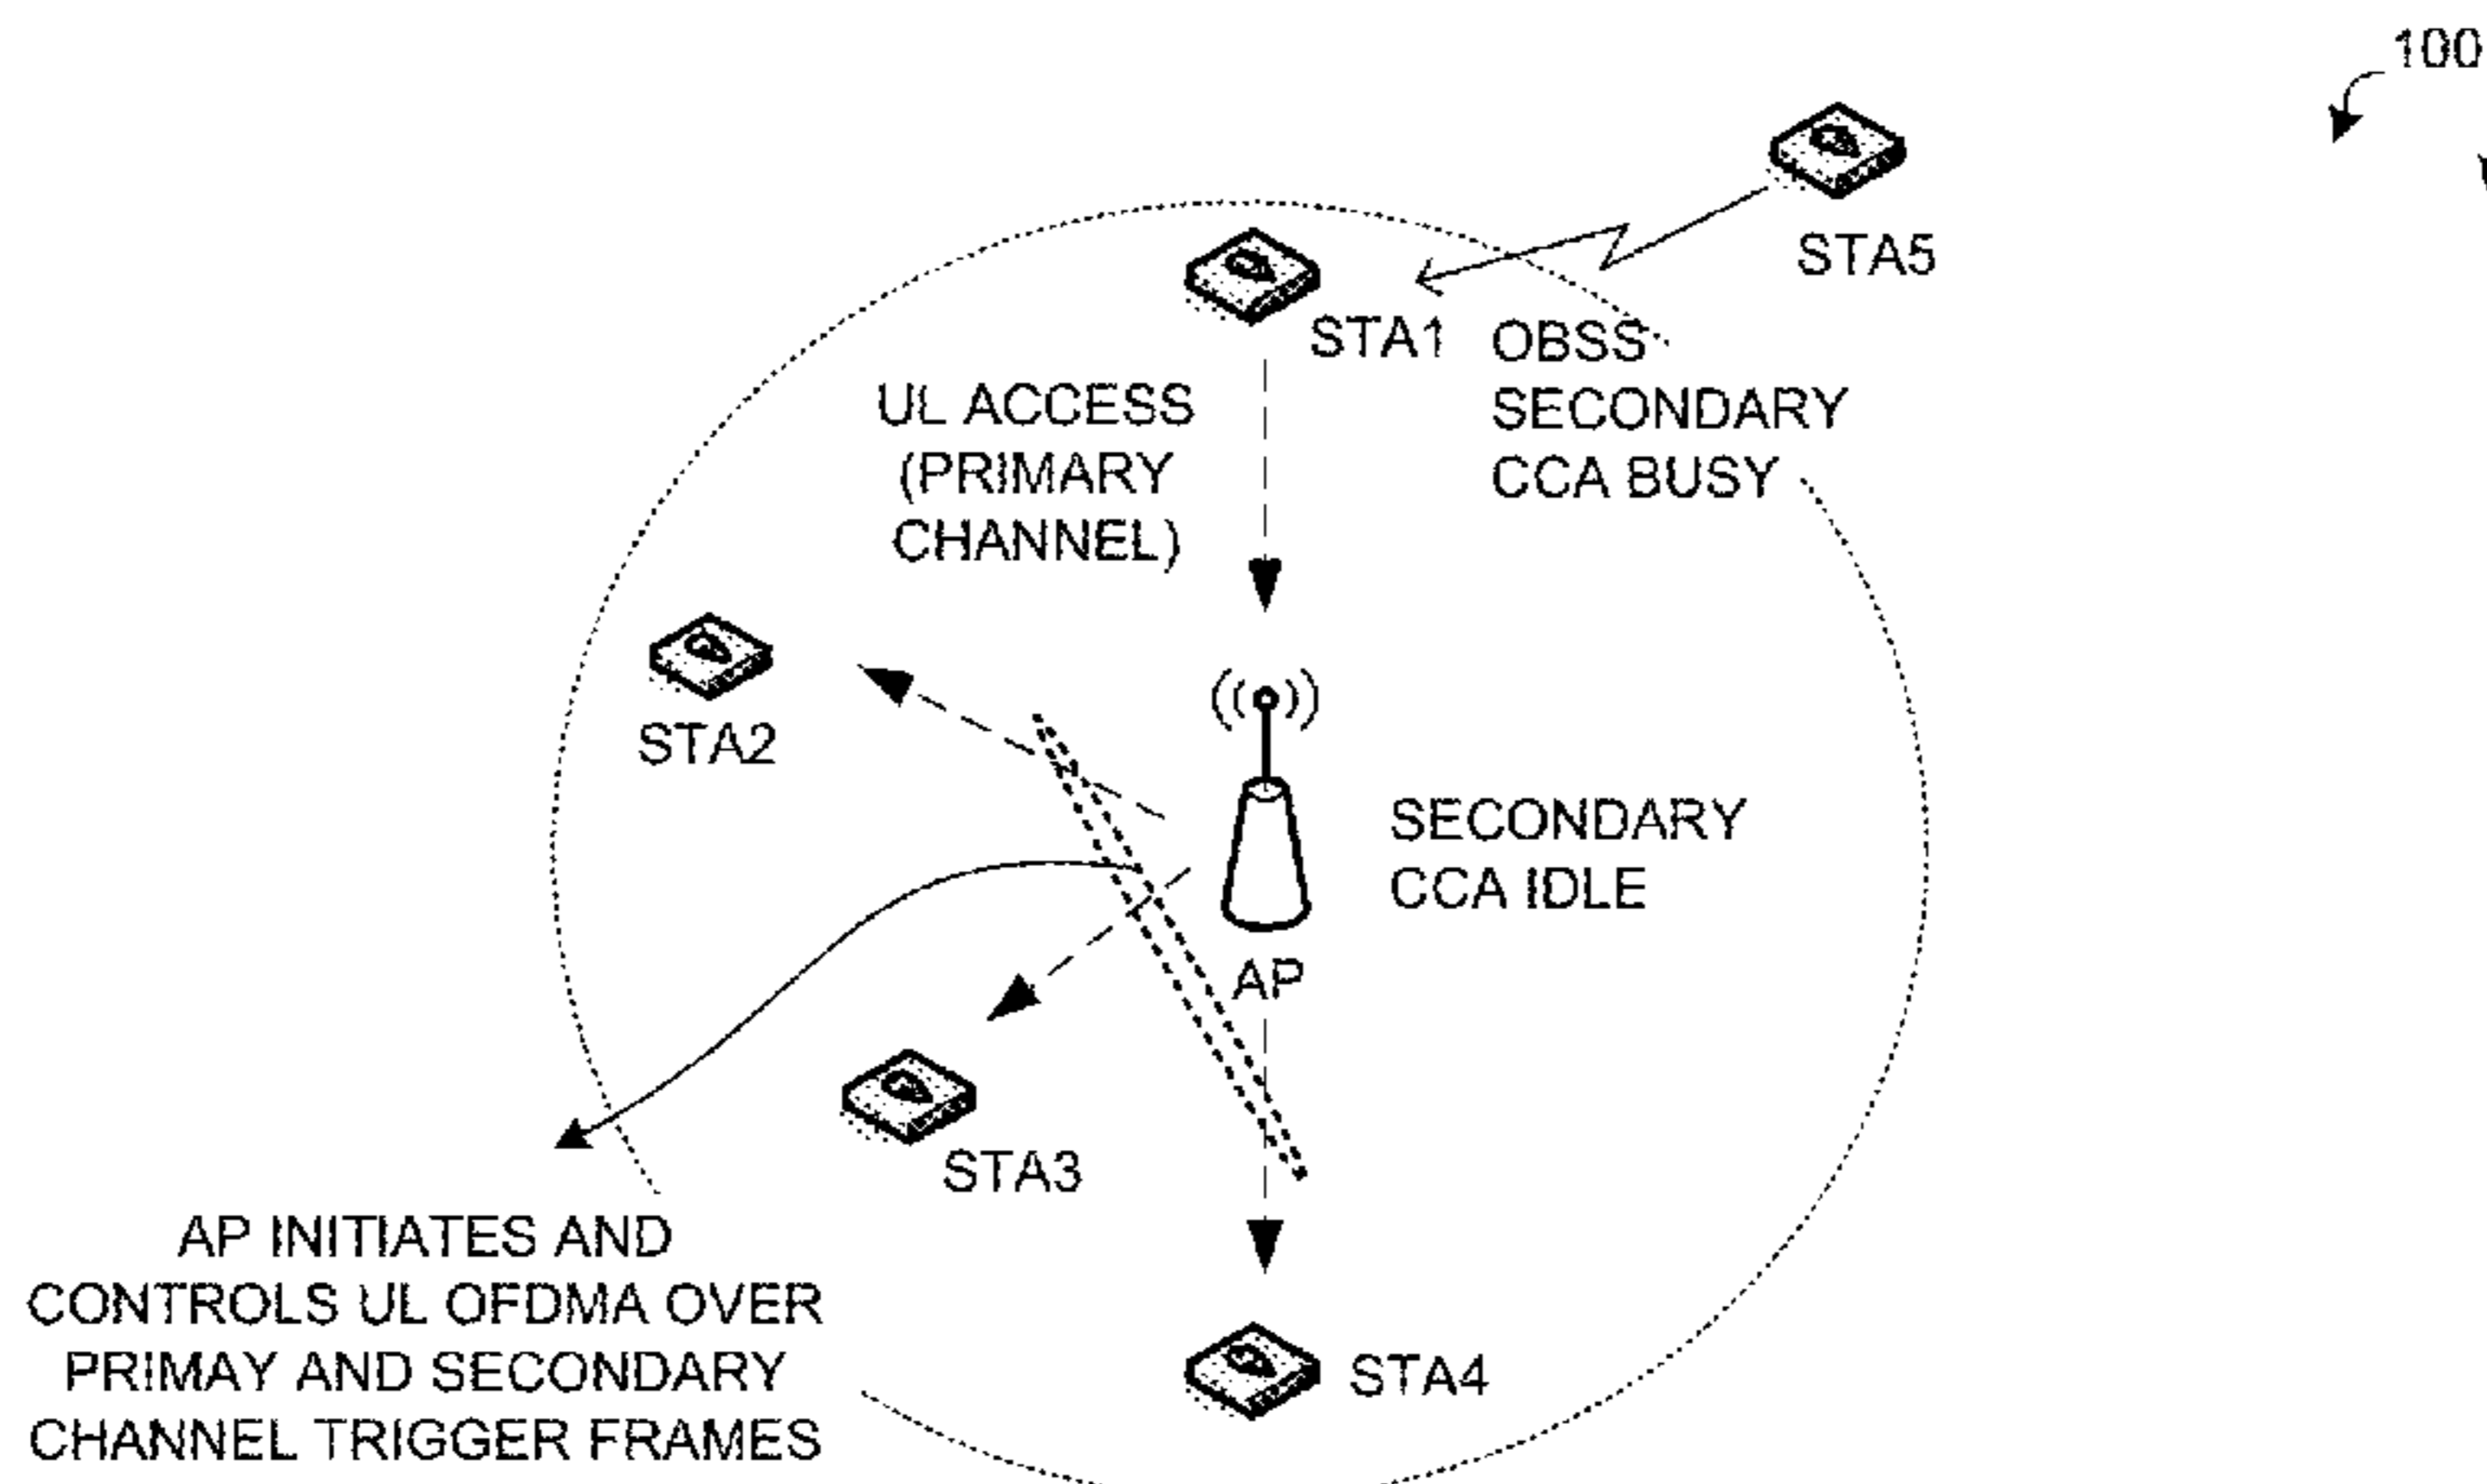 100
STA5
STA1
OBSS
SECONDARY
CCA BUSY
UL ACCESS
(PRIMARY
CHANNEL)
STA2
SECONDARY
CCA IDLE
AP
STA3
AP INITIATES AND
CONTROLS UL OFDMA OVER
PRIMAY AND SECONDARY
CHANNEL TRIGGER FRAMES
STA4